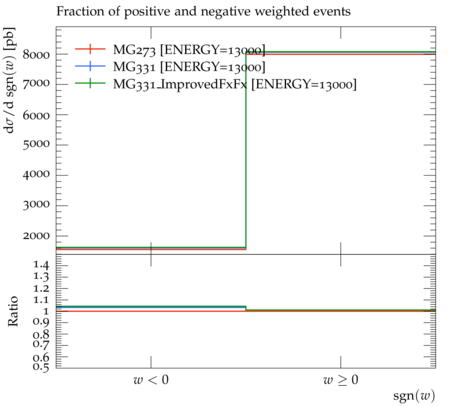 Fraction of positive and negative weighted events
dσ/d sgn(w) [pb]
MG273 [ENERGY=13000]
MG331 [ENERGY=13000]
MG331_ImprovedFxFx [ENERGY=13000]
8000
7000
6000
5000
4000
3000
2000
Ratio
1.4
1.3
1.2
1.1
1
0.9
0.8
0.7
0.6
0.5
w < 0
w ≥ 0
sgn(w)